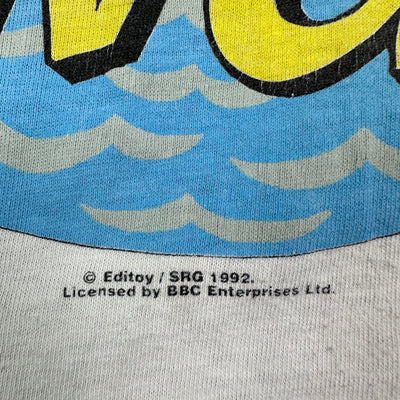 © Editoy / SRG 1992.
Licensed by BBC Enterprises Ltd.